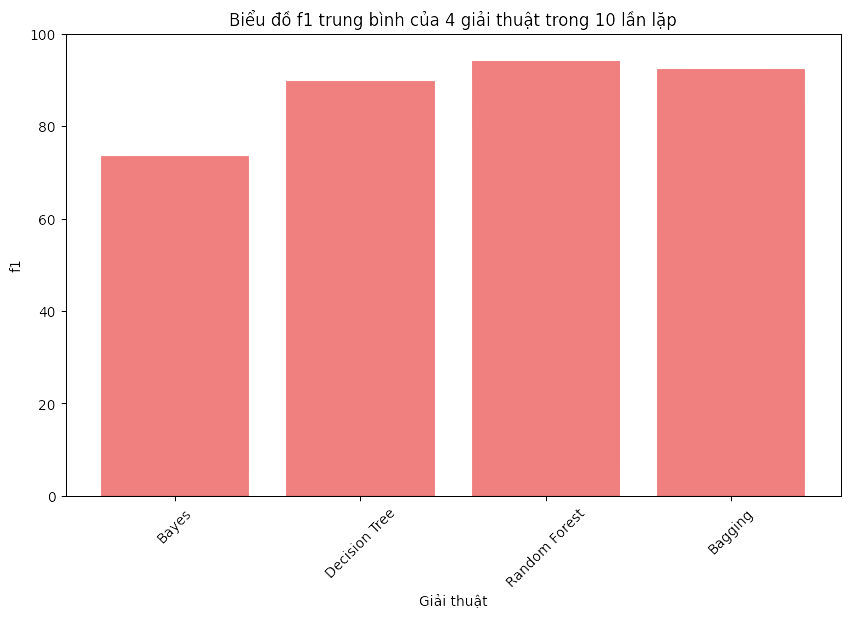 Biểu đồ f1 trung bình của 4 giải thuật trong 10 lần lặp
100
80
60
40
20
0
f1
Bayes
Decision Tree
Random Forest
Bagging
Giải thuật